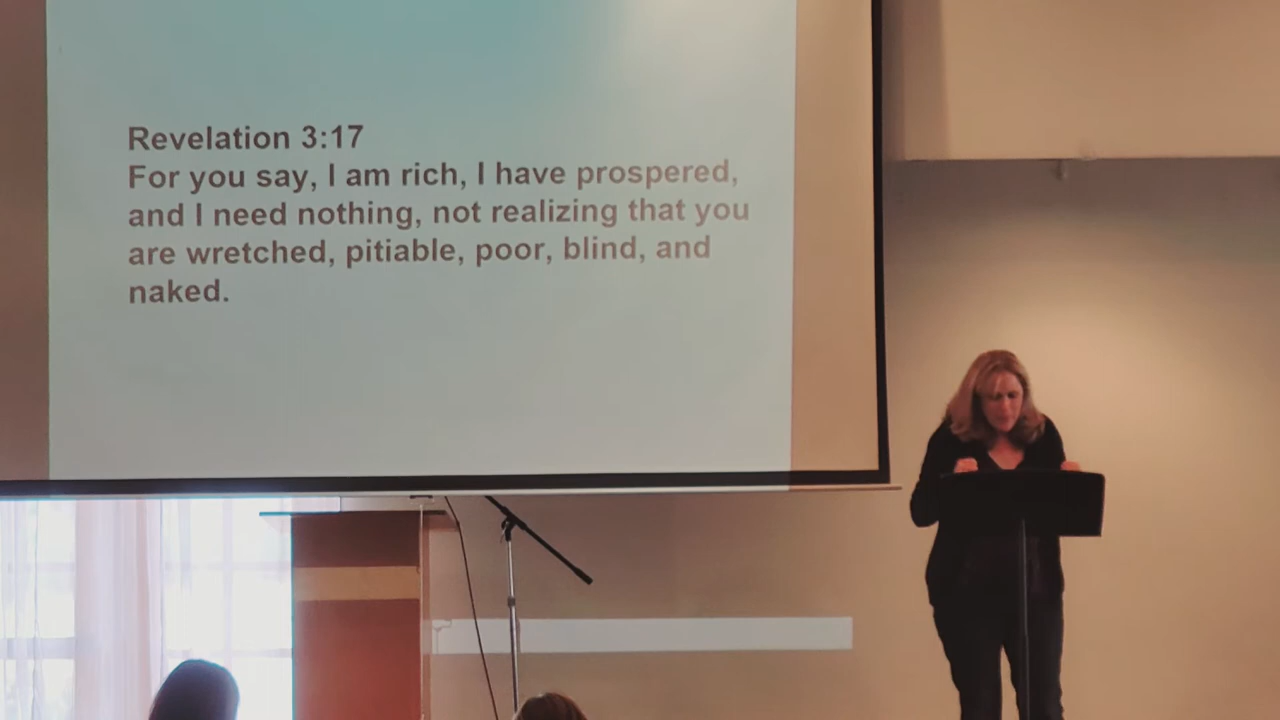 Revelation 3:17
For you say, I am rich, I have prospered,
and I need nothing, not realizing that you
are wretched, pitiable, poor, blind, and
naked.